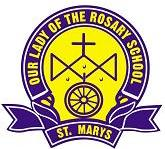 OUR LADY OF THE ROSARY SCHOOL
ST. MARYS